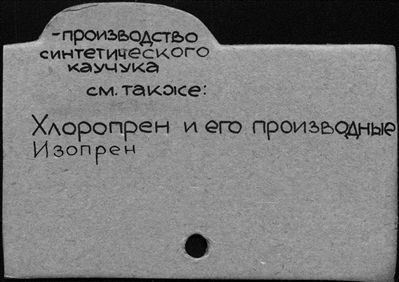 -производство
синтетического
каучука
см. также:
Хлоропрен и его производные
Изопрен